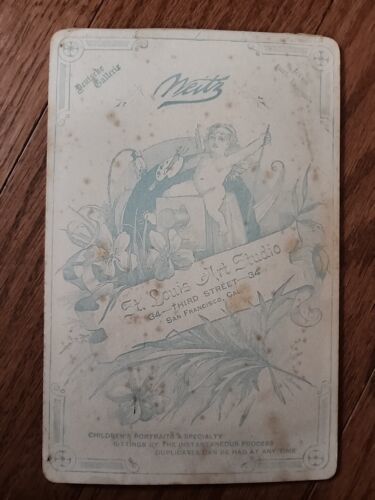 Deutsche
Gallerie
Neitz
St. Louis Art Studio
34 — THIRD STREET — 34
SAN FRANCISCO, CAL.
CHILDREN'S PORTRAITS A SPECIALTY
SITTINGS BY THE INSTANTANEOUS PROCESS
DUPLICATES CAN BE HAD AT ANY TIME